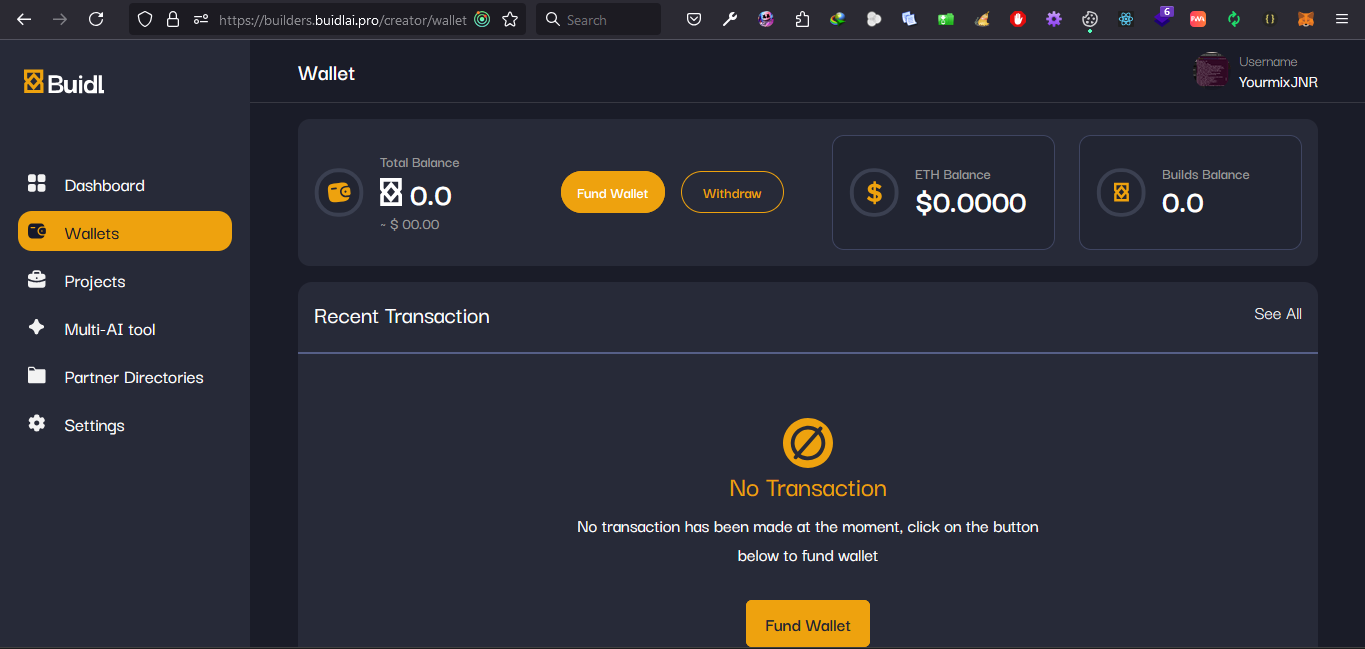 https://builders.buidlai.pro/creator/wallet
Search
6
Buidl
Wallet
Username
YourmixJNR
Dashboard
Wallets
Projects
Multi-AI tool
Partner Directories
Settings
Total Balance
0.0
~ $ 00.00
Fund Wallet
Withdraw
ETH Balance
$0.0000
Builds Balance
0.0
Recent Transaction
See All
No Transaction
No transaction has been made at the moment, click on the button
below to fund wallet
Fund Wallet